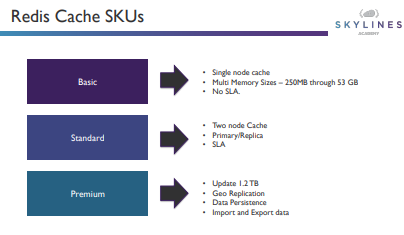 Redis Cache SKUs
SKYLINES
ACADEMY
Basic
• Single node cache
• Multi Memory Sizes – 250MB through 53 GB
• No SLA.
Standard
• Two node Cache
• Primary/Replica
• SLA
Premium
• Update 1.2 TB
• Geo Replication
• Data Persistence
• Import and Export data